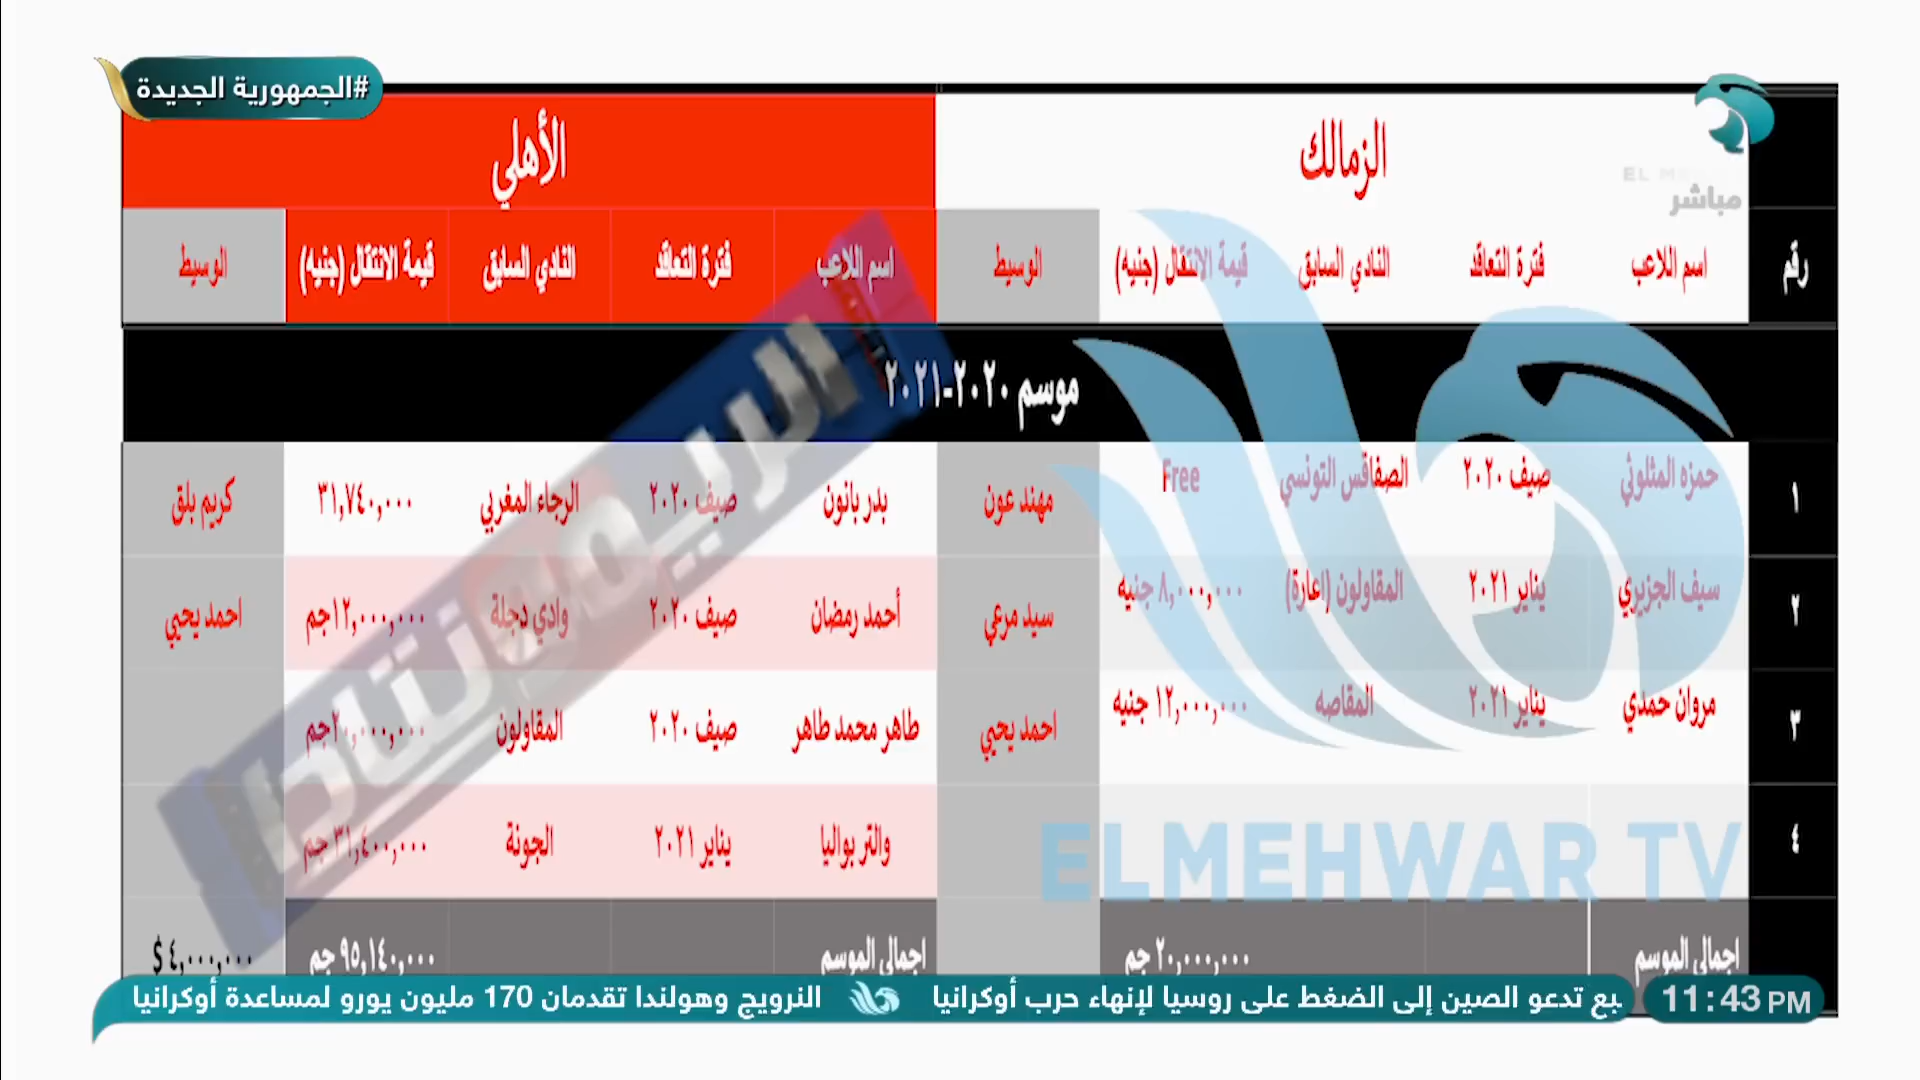 #الجمهورية الجديدة
EL M
مباشر
الزمالك
الأهلي
رقم اسم اللاعب فترة التعاقد النادي السابق قيمة الانتقال (جنيه) الوسيط اسم اللاعب فترة التعاقد النادي السابق قيمة الانتقال (جنيه) الوسيط
موسم ٢٠٢٠-٢٠٢١
١ حمزه المثلوثي صيف ٢٠٢٠ الصفاقس التونسي Free مهند عون بدر بانون صيف ٢٠٢٠ الرجاء المغربي ٣١,٧٤٠,٠٠٠ كريم بلق
٢ سيف الجزيري يناير ٢٠٢١ المقاولون (اعارة) ٨,٠٠٠,٠٠٠ جنيه سيد مرعي أحمد رمضان صيف ٢٠٢٠ وادي دجلة ١٢,٠٠٠,٠٠٠جم احمد يحيي
٣ مروان حمدي يناير ٢٠٢١ المقاصه ١٢,٠٠٠,٠٠٠ جنيه احمد يحيي طاهر محمد طاهر صيف ٢٠٢٠ المقاولون ٢٠,٠٠٠,٠٠٠جم
٤ والتر بواليا يناير ٢٠٢١ الجونة ٣١,٤٠٠,٠٠٠ جم
اجمالي الموسم ٢٠,٠٠٠,٠٠٠ جم اجمالي الموسم ٩٥,١٤٠,٠٠٠ جم ٤,٠٠٠,٠٠٠ $
الريمونتادا
ELMEHWAR TV
بع تدعو الصين إلى الضغط على روسيا لإنهاء حرب أوكرانيا
النرويج وهولندا تقدمان 170 مليون يورو لمساعدة أوكرانيا
11:43 PM